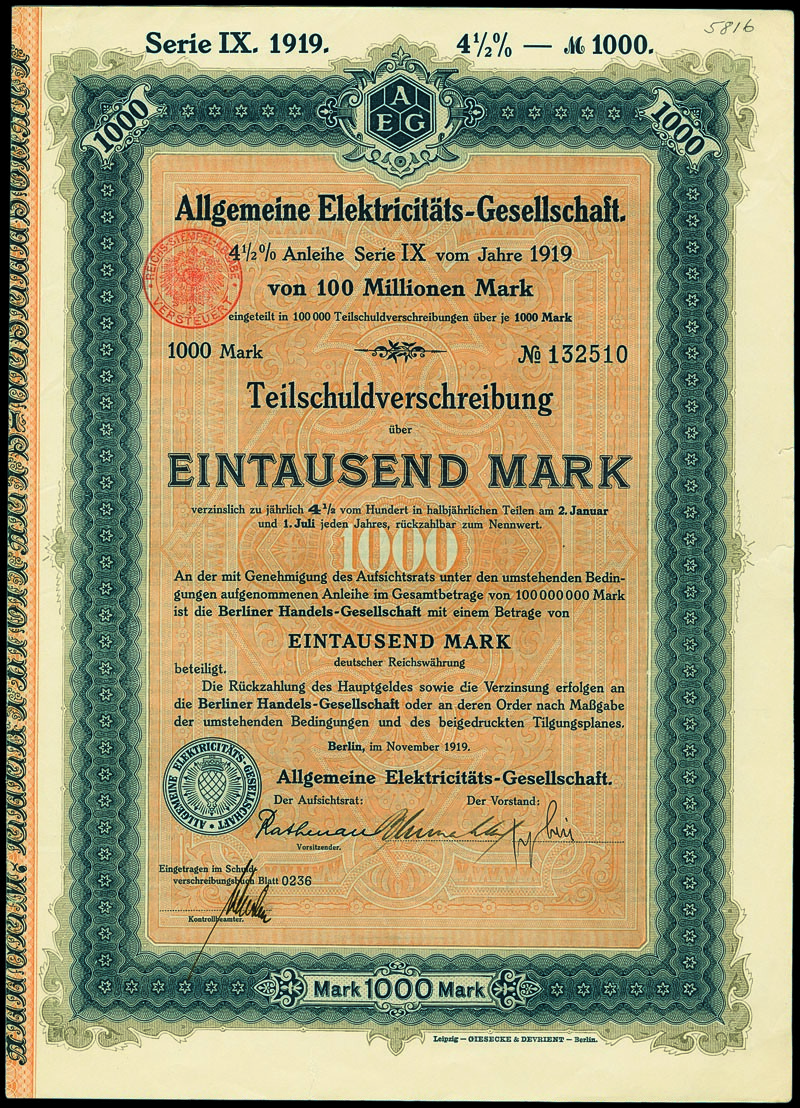 5816
Serie IX. 1919. 4½% — ℳ 1000.
1000 AEG 1000
Allgemeine Elektricitäts-Gesellschaft.
4½% Anleihe Serie IX vom Jahre 1919
von 100 Millionen Mark
eingeteilt in 100000 Teilschuldverschreibungen über je 1000 Mark
REICHS-STEMPEL-ABGABE
VERSTEUERT
1000 Mark № 132510
Teilschuldverschreibung
über
EINTAUSEND MARK
verzinslich zu jährlich 4½ vom Hundert in halbjährlichen Teilen am 2. Januar
und 1. Juli jeden Jahres, rückzahlbar zum Nennwert.
1000
An der mit Genehmigung des Aufsichtsrats unter den umstehenden Bedin-
gungen aufgenommenen Anleihe im Gesamtbetrage von 100000000 Mark
ist die Berliner Handels-Gesellschaft mit einem Betrage von
EINTAUSEND MARK
deutscher Reichswährung
beteiligt.
Die Rückzahlung des Hauptgeldes sowie die Verzinsung erfolgen an
die Berliner Handels-Gesellschaft oder an deren Order nach Maßgabe
der umstehenden Bedingungen und des beigedruckten Tilgungsplanes.
Berlin, im November 1919.
ALLGEMEINE ELEKTRICITÄTS-GESELLSCHAFT
Allgemeine Elektricitäts-Gesellschaft.
Der Aufsichtsrat: Der Vorstand:
Rathenau
Vorsitzender.
Eingetragen im Schuld-
verschreibungsbuch Blatt 0236
Kontrollbeamter.
Mark 1000 Mark
Leipzig — GIESECKE & DEVRIENT — Berlin.